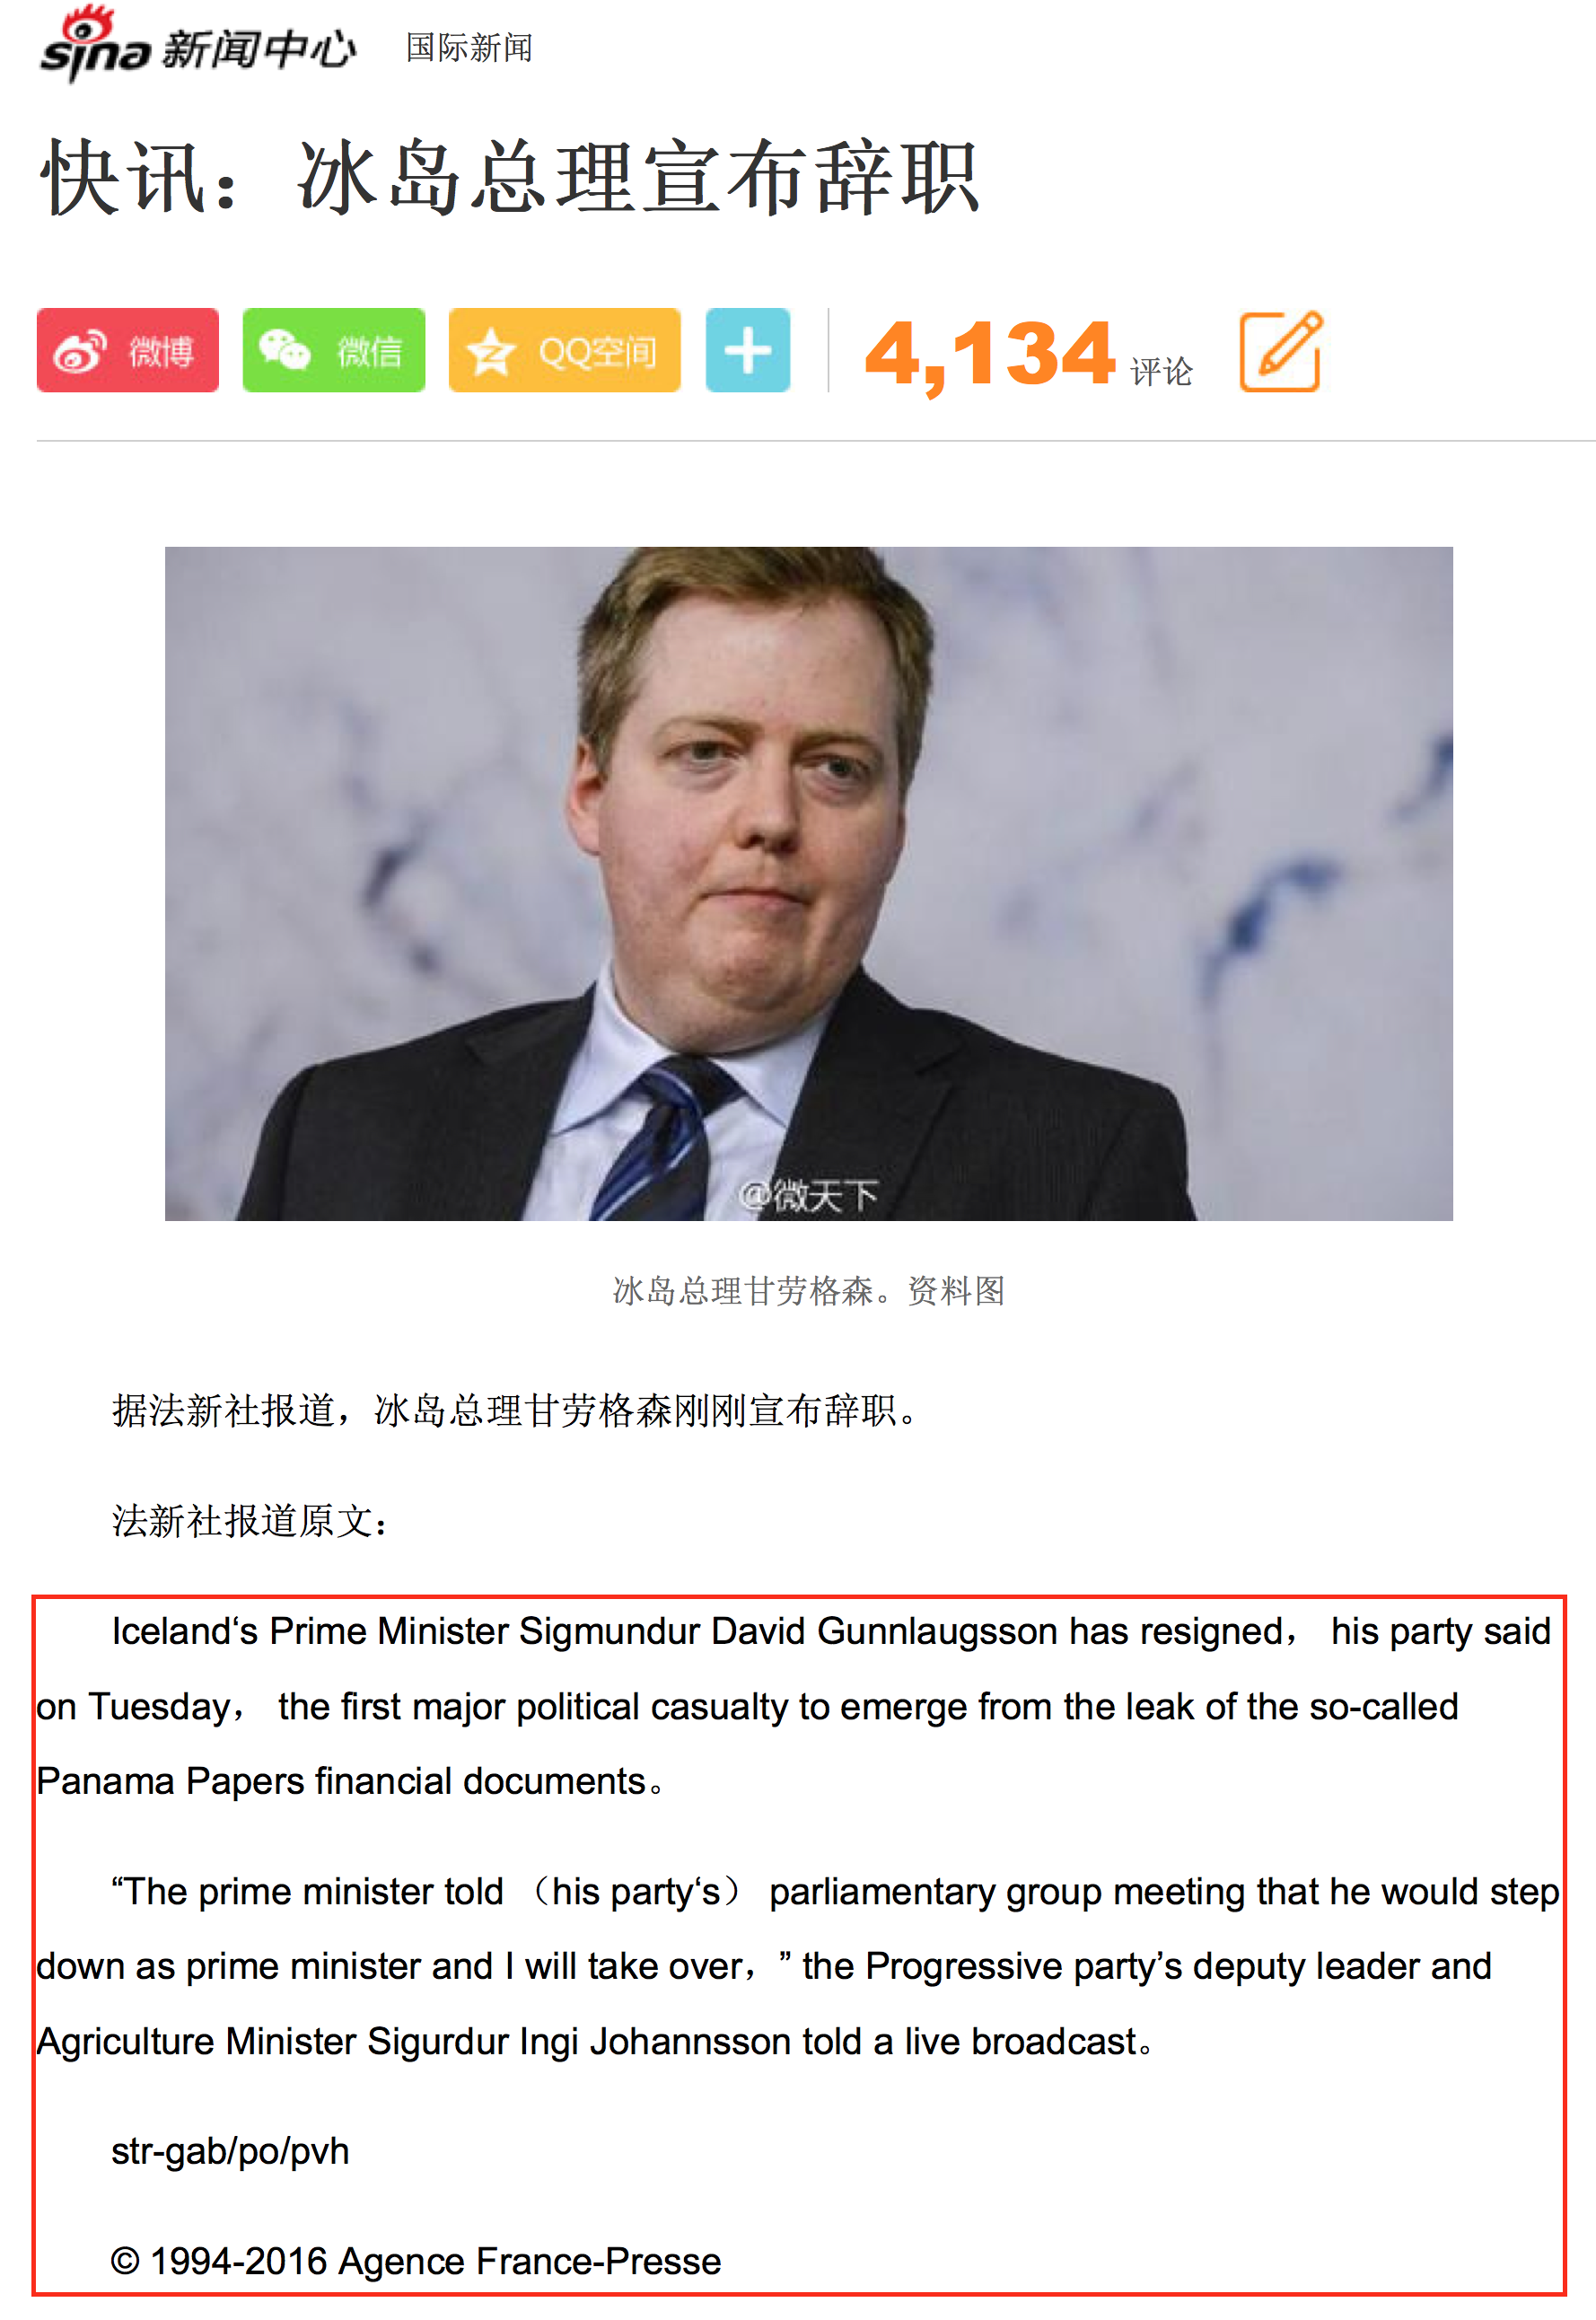 sina 新闻中心 国际新闻
快讯：冰岛总理宣布辞职
微博 微信 QQ空间 4,134 评论
@微天下
冰岛总理甘劳格森。资料图
据法新社报道，冰岛总理甘劳格森刚刚宣布辞职。
法新社报道原文：
Iceland‘s Prime Minister Sigmundur David Gunnlaugsson has resigned， his party said
on Tuesday， the first major political casualty to emerge from the leak of the so-called
Panama Papers financial documents。
“The prime minister told （his party‘s） parliamentary group meeting that he would step
down as prime minister and I will take over，” the Progressive party’s deputy leader and
Agriculture Minister Sigurdur Ingi Johannsson told a live broadcast。
str-gab/po/pvh
© 1994-2016 Agence France-Presse